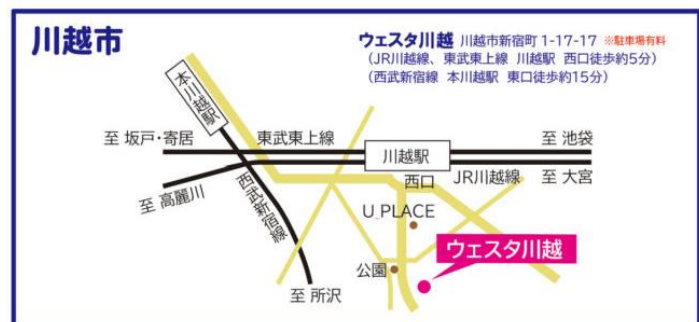 川越市
ウェスタ川越 川越市新宿町1-17-17 ※駐車場有料
（JR川越線、東武東上線 川越駅 西口徒歩約5分）
（西武新宿線 本川越駅 東口徒歩約15分）
本川越駅
至 坂戸・寄居
東武東上線
川越駅
至 池袋
西口
JR川越線
至 大宮
至 高麗川
西武新宿線
U PLACE
ウェスタ川越
公園
至 所沢